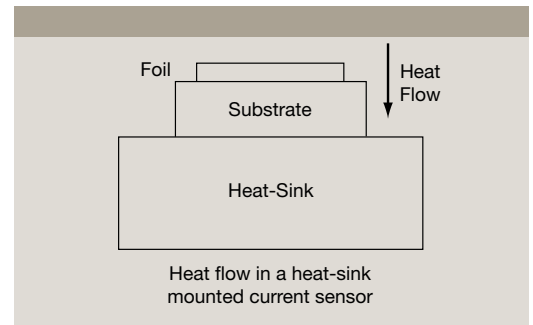 Foil
Heat
Flow
Substrate
Heat-Sink
Heat flow in a heat-sink
mounted current sensor